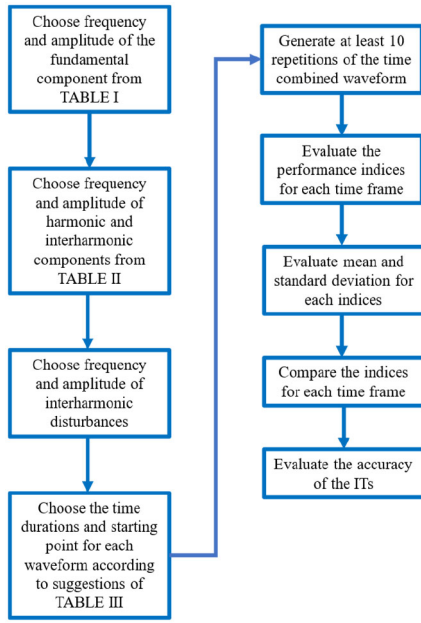 Choose frequency
and amplitude of the
fundamental
component from
TABLE I
Choose frequency
and amplitude of
harmonic and
interharmonic
components from
TABLE II
Choose frequency
and amplitude of
interharmonic
disturbances
Choose the time
durations and starting
point for each
waveform according
to suggestions of
TABLE III
Generate at least 10
repetitions of the time
combined waveform
Evaluate the
performance indices
for each time frame
Evaluate mean and
standard deviation for
each indices
Compare the indices
for each time frame
Evaluate the accuracy
of the ITs